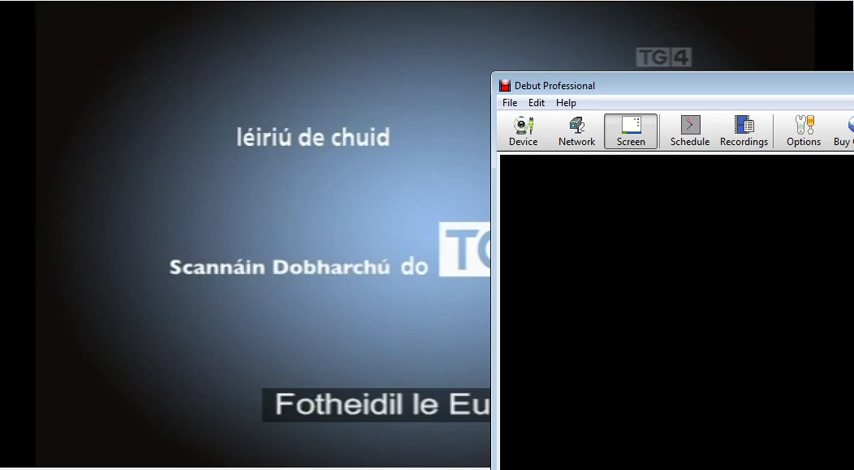 TG4
léiriú de chuid
Scannáin Dobharchú do
Fotheidil le Eu
Debut Professional
File Edit Help
Device Network Screen Schedule Recordings Options Buy